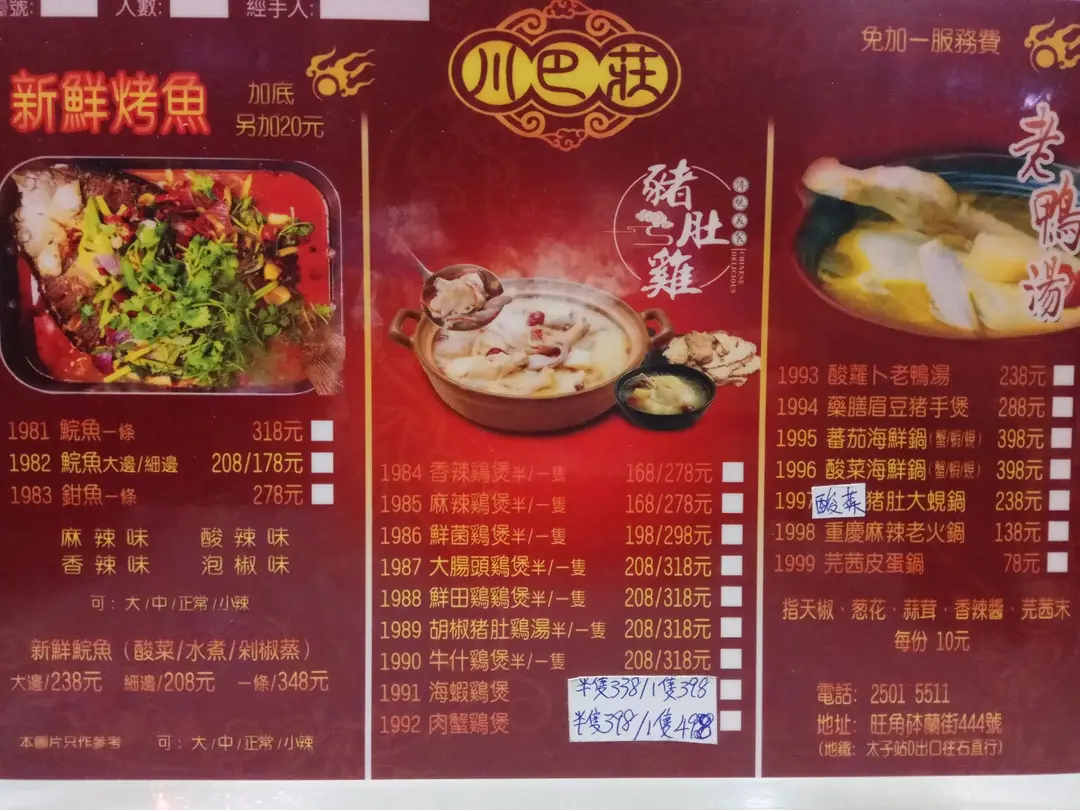 人數:
經手人:
川巴莊
免加一服務費
新鮮烤魚
加底
另加20元
1981 鯇魚一條 318元
1982 鯇魚大邊/細邊 208/178元
1983 鉗魚一條 278元
麻辣味 酸辣味
香辣味 泡椒味
可:大/中/正常/小辣
新鮮鯇魚(酸菜/水煮/剁椒蒸)
大邊/238元 細邊/208元 一條/348元
本圖片只作參考 可:大/中/正常/小辣
豬肚雞
CHINESE
DELICIOUS
1984 香辣鷄煲半/一隻 168/278元
1985 麻辣鷄煲半/一隻 168/278元
1986 鮮菌鷄煲半/一隻 198/298元
1987 大腸頭鷄煲半/一隻 208/318元
1988 鮮田鷄鷄煲半/一隻 208/318元
1989 胡椒猪肚鷄湯半/一隻 208/318元
1990 牛什鷄煲半/一隻 208/318元
1991 海蝦鷄煲 半隻338/1隻398
1992 肉蟹鷄煲 半隻398/1隻498
老鴨湯
1993 酸蘿卜老鴨湯 238元
1994 藥膳眉豆猪手煲 288元
1995 蕃茄海鮮鍋(蟹/蝦/蜆) 398元
1996 酸菜海鮮鍋(蟹/蝦/蜆) 398元
1997 酸菜猪肚大蜆鍋 238元
1998 重慶麻辣老火鍋 138元
1999 芫茜皮蛋鍋 78元
指天椒、葱花、蒜茸、香辣醬、芫茜末
每份 10元
電話: 2501 5511
地址: 旺角砵蘭街444號
(地鐵: 太子站D出口往右直行)